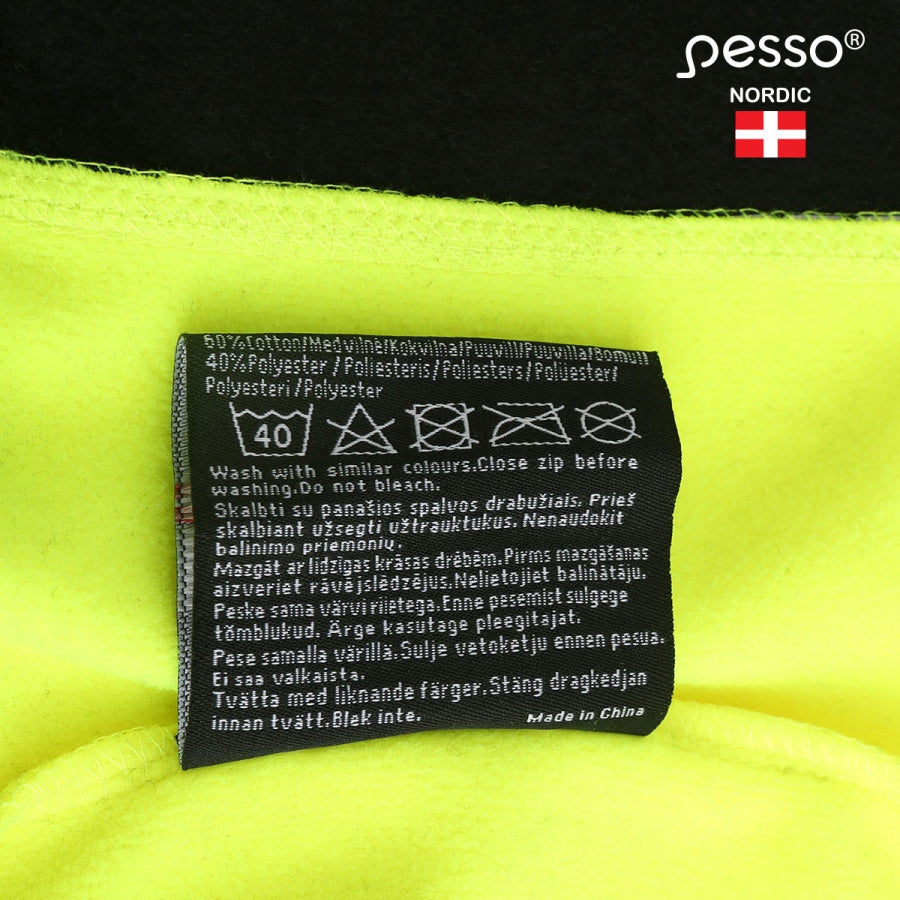 pesso®
NORDIC
60%Cotton/Medvilnė/Kokvilna/Puuvill/Puuvilla/Bomull
40%Polyester/Poliesteris/Poliesters/Polüester/
Polyesteri/Polyester
40
Wash with similar colours.Close zip before
washing.Do not bleach.
Skalbti su panašios spalvos drabužiais. Prieš
skalbiant užsegti užtrauktukus. Nenaudokit
balinimo priemonių.
Mazgāt ar līdzīgas krāsas drēbēm.Pirms mazgāšanas
aizveriet rāvējslēdzējus.Nelietojiet balinātāju.
Peske sama värvi riietega.Enne pesemist sulgege
tõmblukud. Ärge kasutage pleegitajat.
Pese samalla värillä.Sulje vetoketju ennen pesua.
Ei saa valkaista.
Tvätta med liknande färger.Stäng dragkedjan
innan tvätt.Blek inte.
Made in China